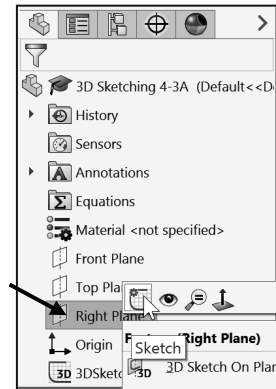 3D Sketching 4-3A (Default<<D
History
Sensors
Annotations
Equations
Material <not specified>
Front Plane
Top Pla
Right Plane
(Right Plane)
Origin
Sketch
3D Sketch On Plan
3DSketc